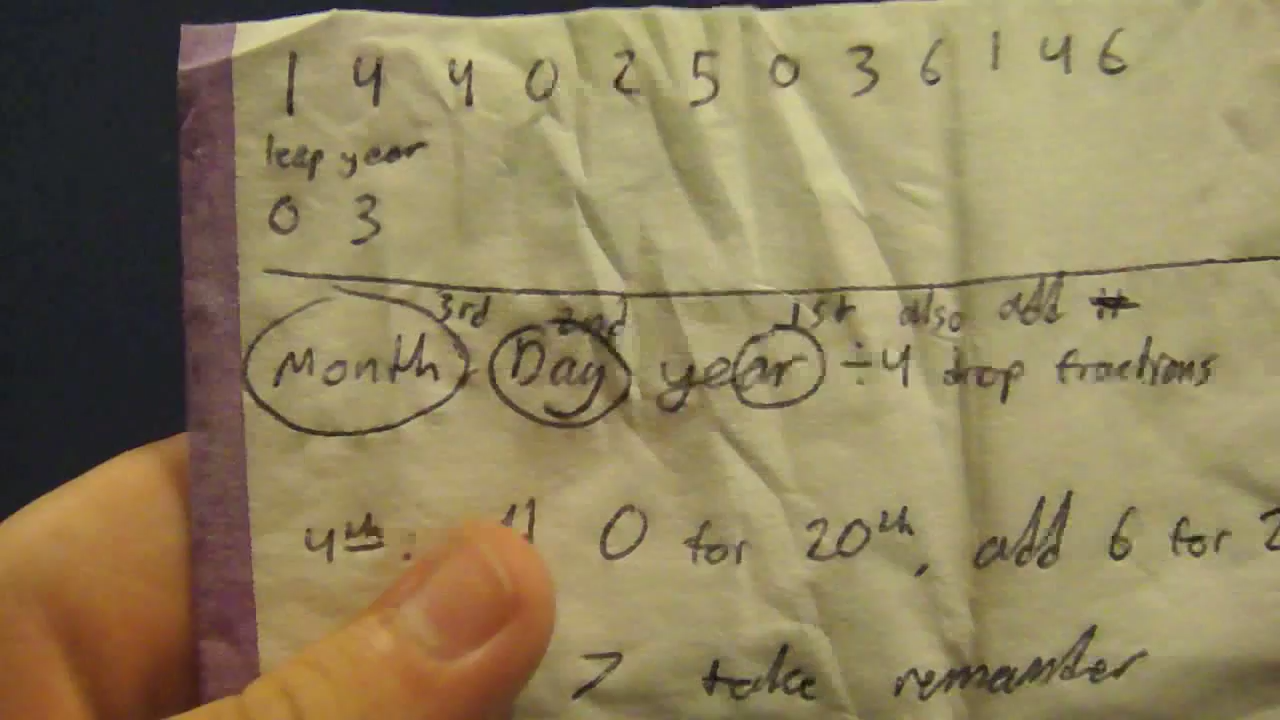 1 4 4 0 2 5 0 3 6 1 4 6
leap year
0 3
3rd 2nd 1st also add #
Month Day year ÷4 drop fractions
4th: 0 for 20th, add 6 for 2
7 take remainder